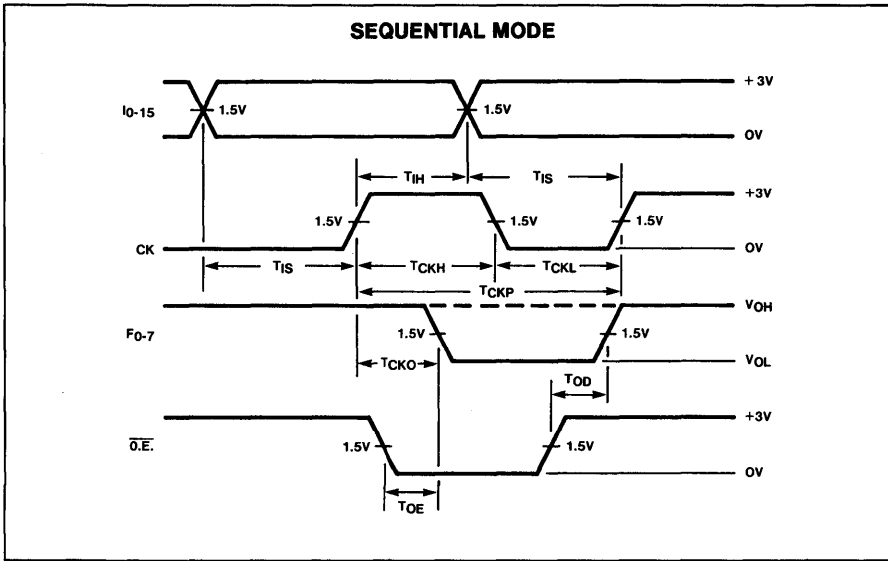 SEQUENTIAL MODE
+3V
I0-15
1.5V
1.5V
0V
TIH
TIS
+3V
1.5V
1.5V
1.5V
CK
0V
TIS
TCKH
TCKL
TCKP
VOH
F0-7
1.5V
1.5V
TCKO
VOL
TOD
+3V
O.E.
1.5V
1.5V
0V
TOE